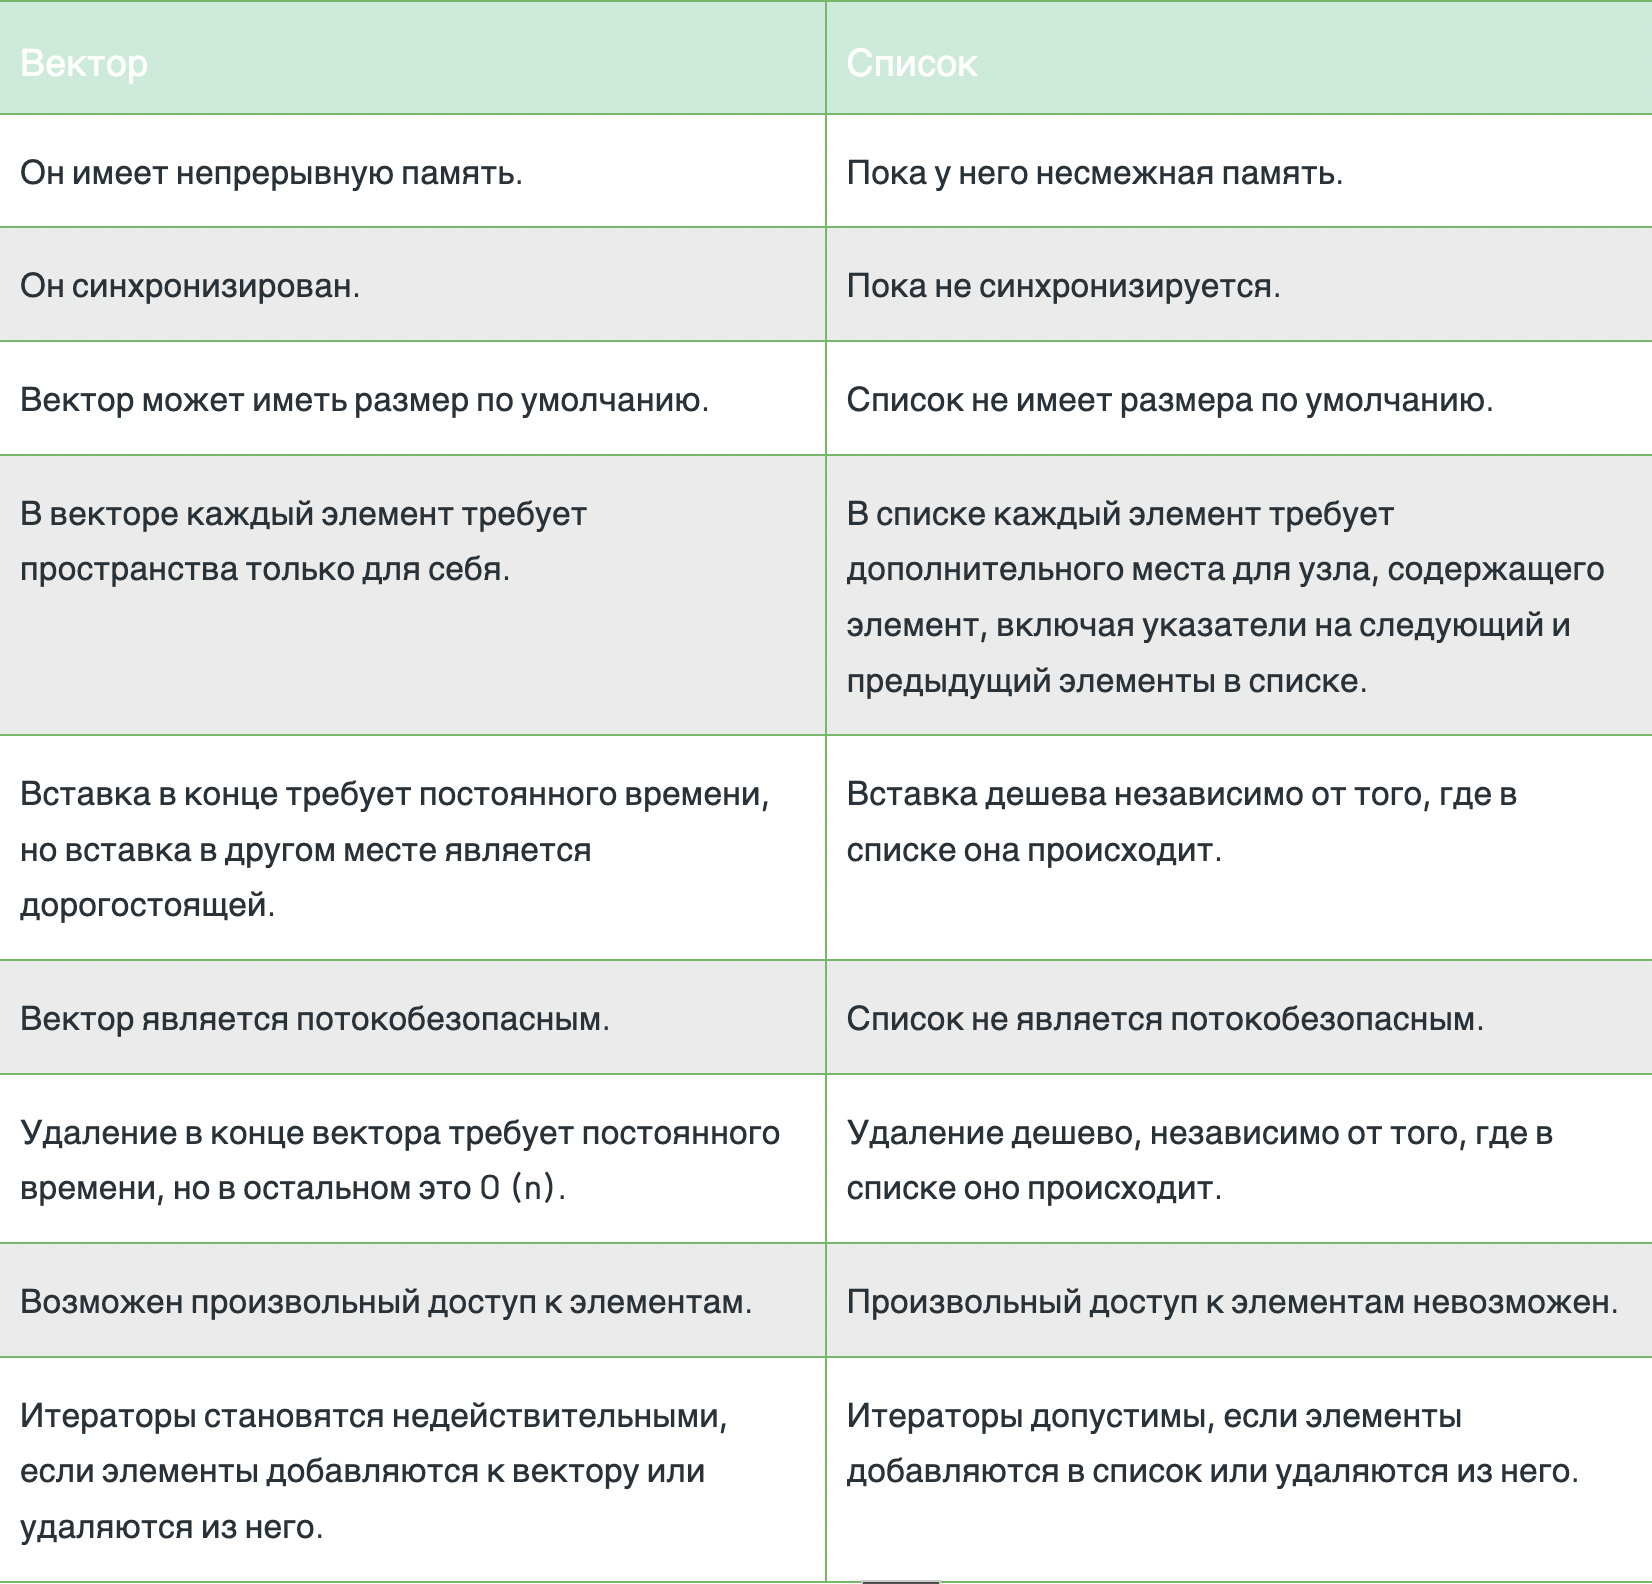 Вектор
Список
Он имеет непрерывную память.
Пока у него несмежная память.
Он синхронизирован.
Пока не синхронизируется.
Вектор может иметь размер по умолчанию.
Список не имеет размера по умолчанию.
В векторе каждый элемент требует
пространства только для себя.
В списке каждый элемент требует
дополнительного места для узла, содержащего
элемент, включая указатели на следующий и
предыдущий элементы в списке.
Вставка в конце требует постоянного времени,
но вставка в другом месте является
дорогостоящей.
Вставка дешева независимо от того, где в
списке она происходит.
Вектор является потокобезопасным.
Список не является потокобезопасным.
Удаление в конце вектора требует постоянного
времени, но в остальном это O (n).
Удаление дешево, независимо от того, где в
списке оно происходит.
Возможен произвольный доступ к элементам.
Произвольный доступ к элементам невозможен.
Итераторы становятся недействительными,
если элементы добавляются к вектору или
удаляются из него.
Итераторы допустимы, если элементы
добавляются в список или удаляются из него.